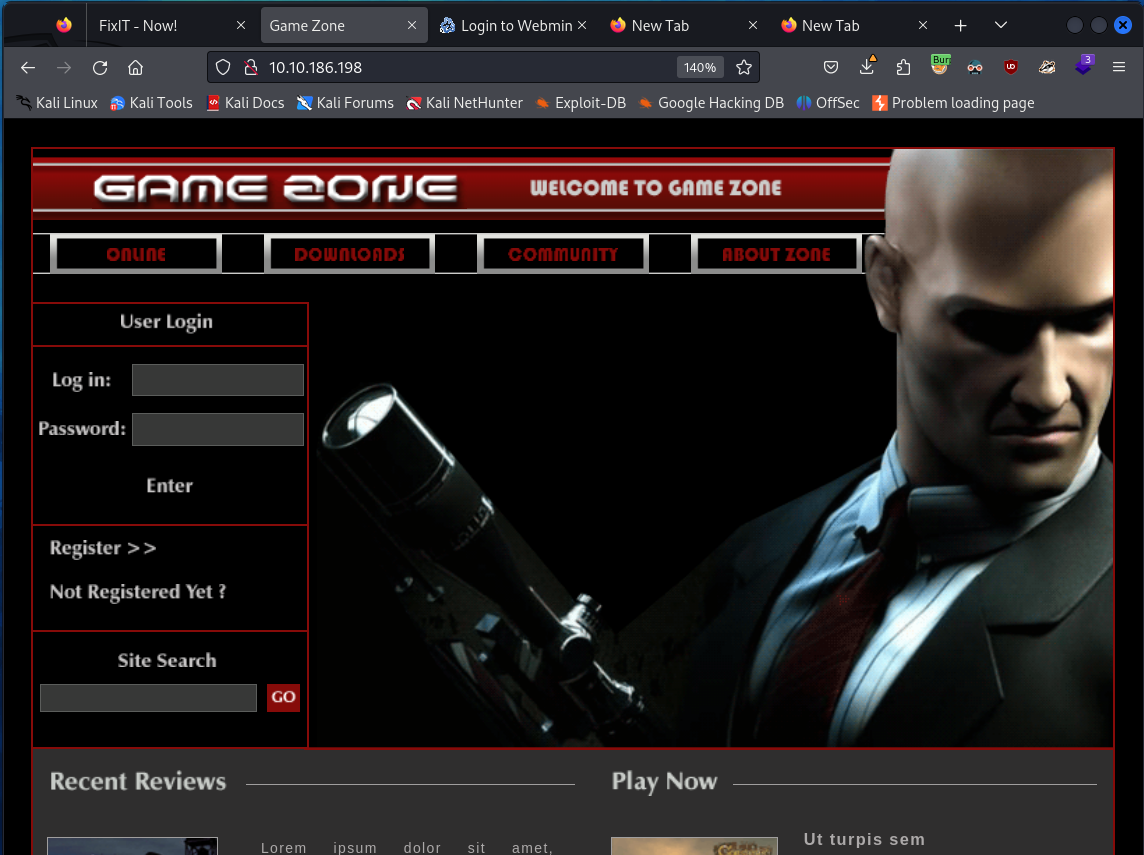 FixIT - Now!
Game Zone
Login to Webmin
New Tab
New Tab
10.10.186.198
140%
Burp
UD
3
Kali Linux
Kali Tools
Kali Docs
Kali Forums
Kali NetHunter
Exploit-DB
Google Hacking DB
OffSec
Problem loading page
GAME ZONE
WELCOME TO GAME ZONE
ONLINE
DOWNLOADS
COMMUNITY
ABOUT ZONE
User Login
Log in:
Password:
Enter
Register >>
Not Registered Yet ?
Site Search
GO
Recent Reviews
Play Now
Lorem ipsum dolor sit amet,
Ut turpis sem